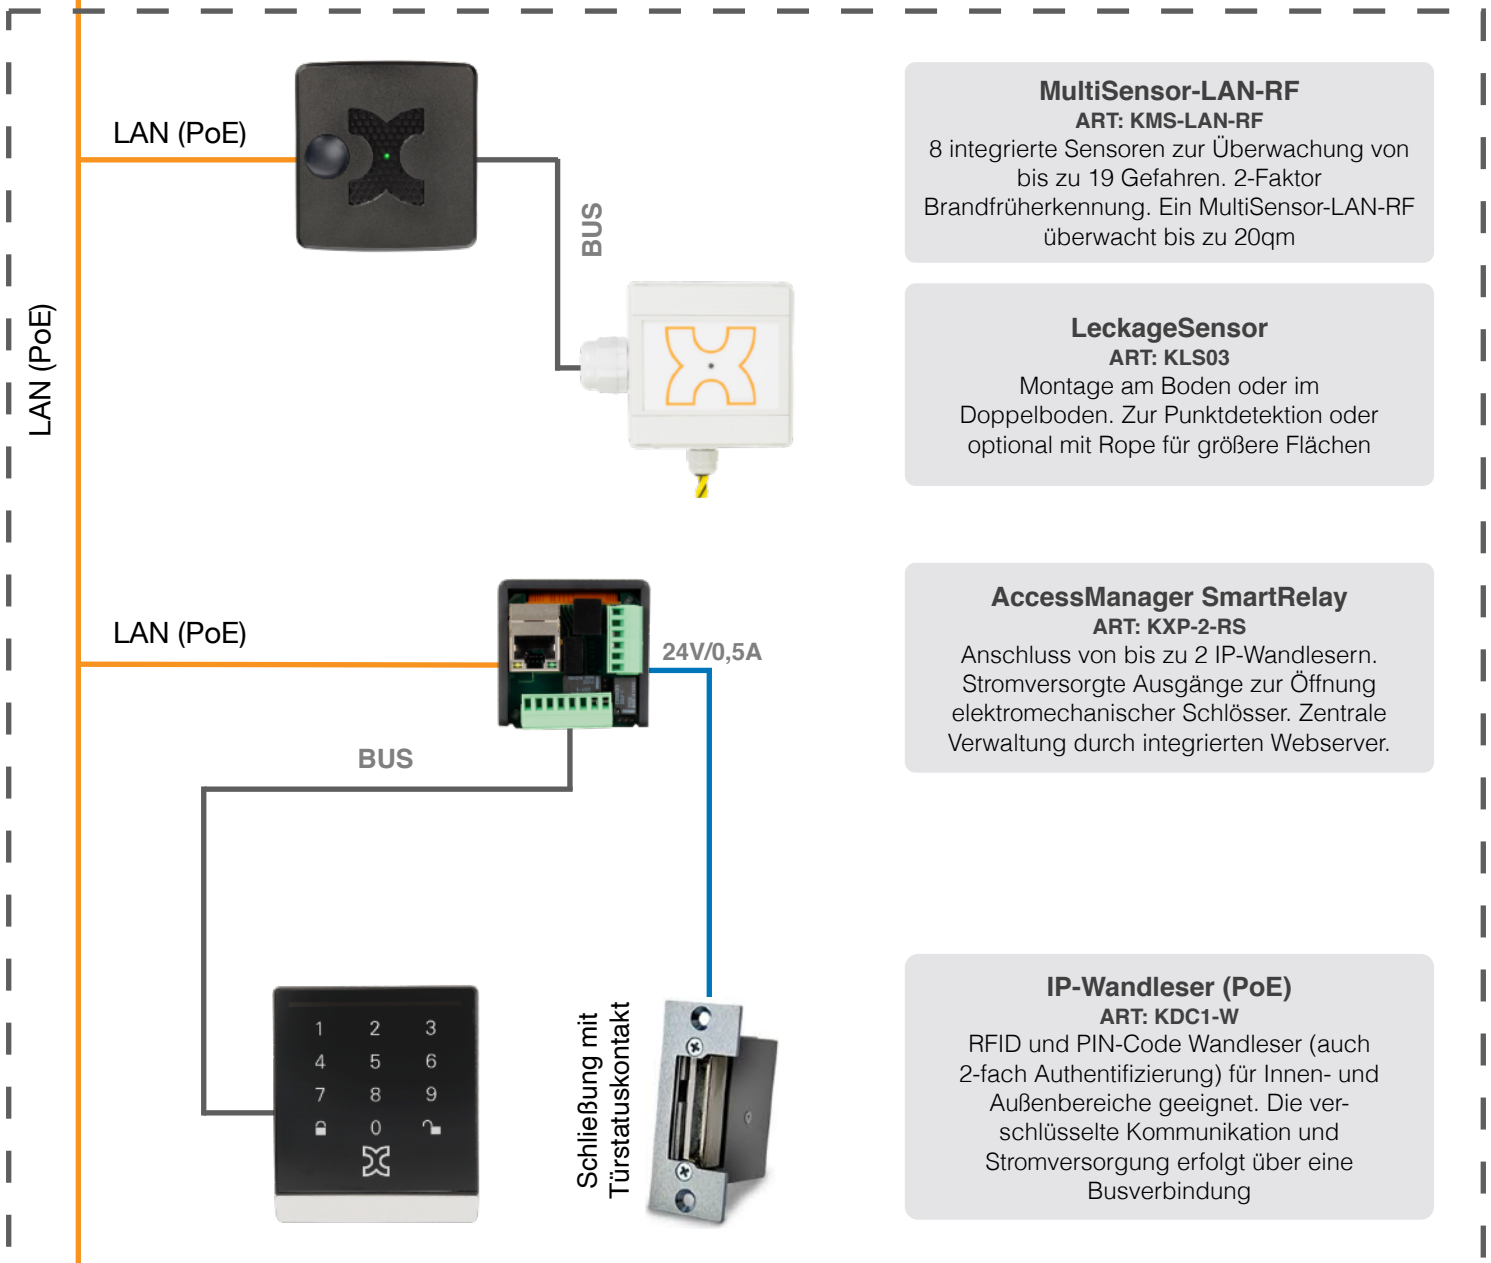 LAN (PoE)
LAN (PoE)
BUS
MultiSensor-LAN-RF
ART: KMS-LAN-RF
8 integrierte Sensoren zur Überwachung von
bis zu 19 Gefahren. 2-Faktor
Brandfrüherkennung. Ein MultiSensor-LAN-RF
überwacht bis zu 20qm
LeckageSensor
ART: KLS03
Montage am Boden oder im
Doppelboden. Zur Punktdetektion oder
optional mit Rope für größere Flächen
LAN (PoE)
24V/0,5A
BUS
AccessManager SmartRelay
ART: KXP-2-RS
Anschluss von bis zu 2 IP-Wandlesern.
Stromversorgte Ausgänge zur Öffnung
elektromechanischer Schlösser. Zentrale
Verwaltung durch integrierten Webserver.
1 2 3
4 5 6
7 8 9
0
Schließung mit
Türstatuskontakt
IP-Wandleser (PoE)
ART: KDC1-W
RFID und PIN-Code Wandleser (auch
2-fach Authentifizierung) für Innen- und
Außenbereiche geeignet. Die ver-
schlüsselte Kommunikation und
Stromversorgung erfolgt über eine
Busverbindung